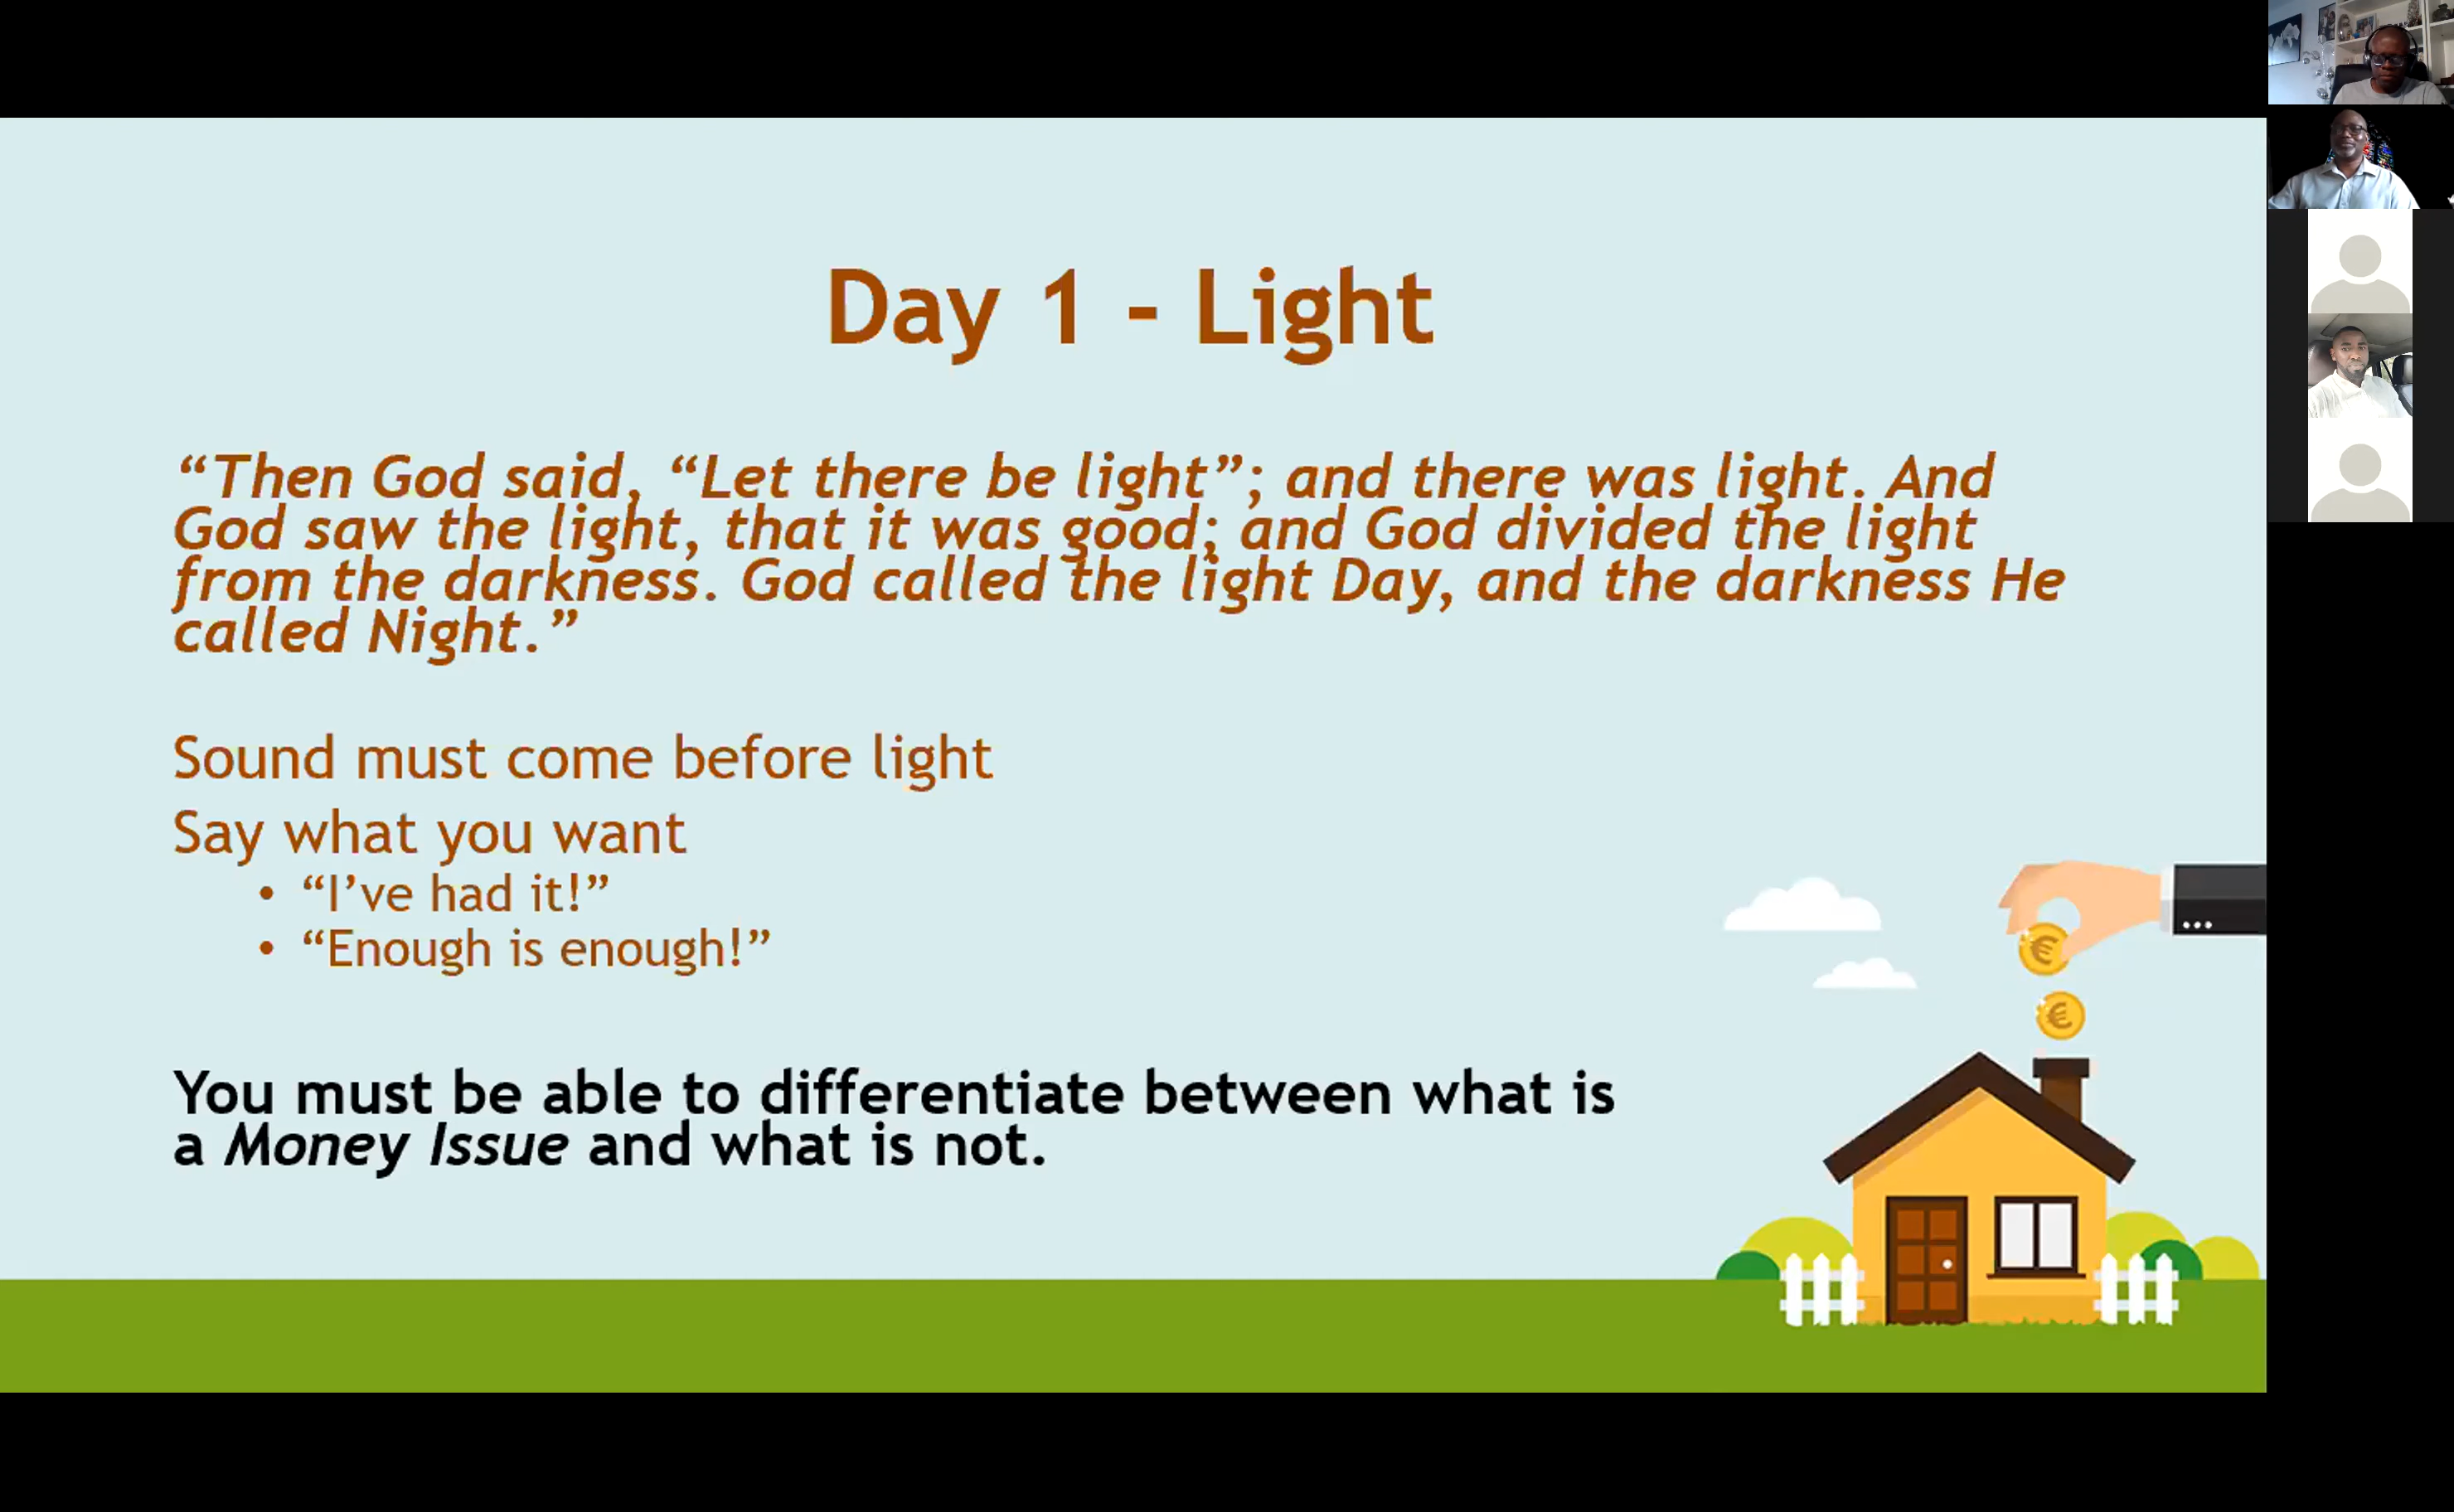 Day 1 - Light
“Then God said, “Let there be light”; and there was light. And
God saw the light, that it was good; and God divided the light
from the darkness. God called the light Day, and the darkness He
called Night.”
Sound must come before light
Say what you want
• “I’ve had it!”
• “Enough is enough!”
You must be able to differentiate between what is
a Money Issue and what is not.
€
€